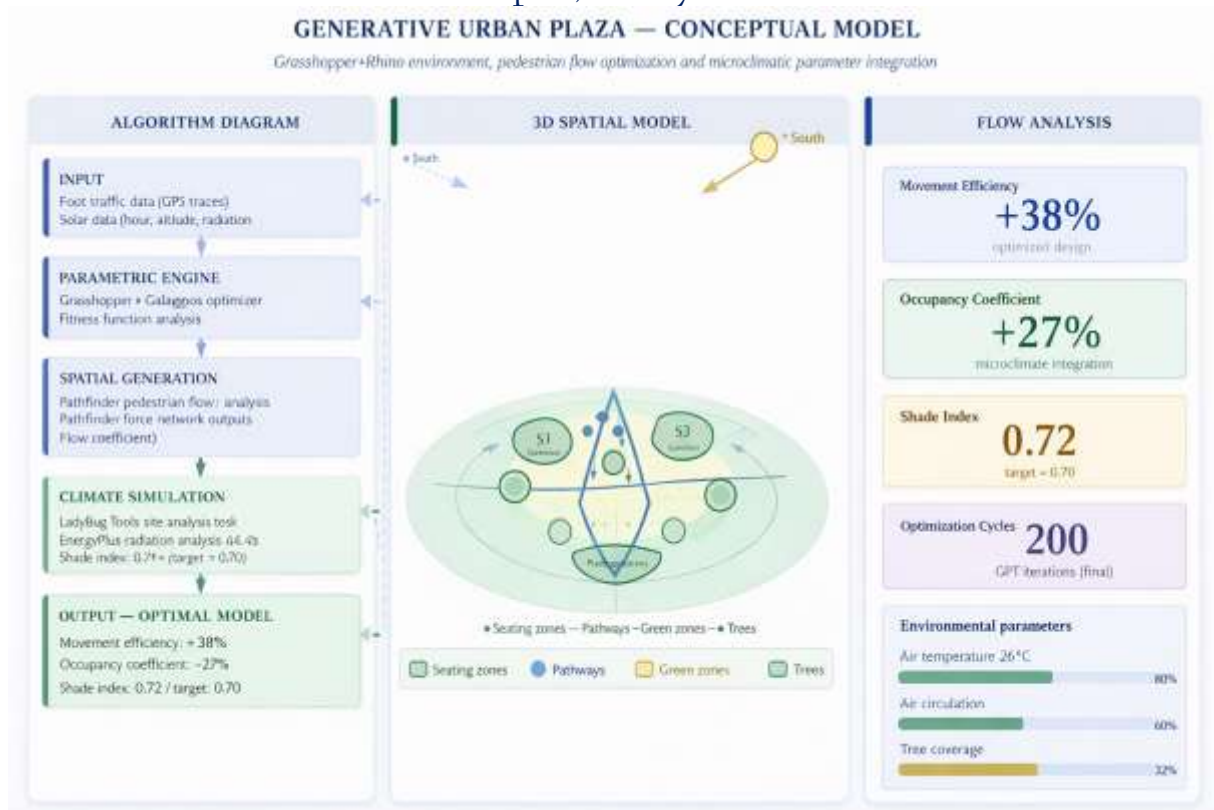 GENERATIVE URBAN PLAZA — CONCEPTUAL MODEL
Grasshopper+Rhino environment, pedestrian flow optimization and microclimatic parameter integration
ALGORITHM DIAGRAM
INPUT
Foot traffic data (GPS traces)
Solar data (hour, altitude, radiation
PARAMETRIC ENGINE
Grasshopper + Galagpos optimizer
Fitness function analysis
SPATIAL GENERATION
Pathfinder pedestrian flow: analysis
Pathfinder force network outputs
Flow coefficient)
CLIMATE SIMULATION
LadyBug Tools site analysis
EnergyPlus radiation analysis
Shade index: (target = 0.70)
OUTPUT — OPTIMAL MODEL
Movement efficiency: + 38%
Occupancy coefficient: −27%
Shade index: 0.72 / target: 0.70
3D SPATIAL MODEL
* South
* South
S1
S3
• Seating zones — Pathways —Green zones —• Trees
Seating zones
Pathways
Green zones
Trees
FLOW ANALYSIS
Movement Efficiency
+38%
optimized design
Occupancy Coefficient
+27%
microclimate integration
Shade Index
0.72
target = 0.70
Optimization Cycles
200
GPT iterations (final)
Environmental parameters
Air temperature 26°C
80%
Air circulation
60%
Tree coverage
32%